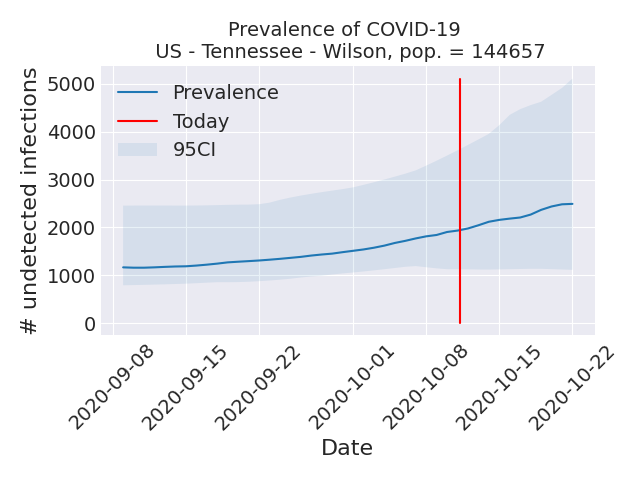 Prevalence of COVID-19
US - Tennessee - Wilson, pop. = 144657
# undetected infections
5000
4000
3000
2000
1000
0
Prevalence
Today
95CI
2020-09-08
2020-09-15
2020-09-22
2020-10-01
2020-10-08
2020-10-15
2020-10-22
Date